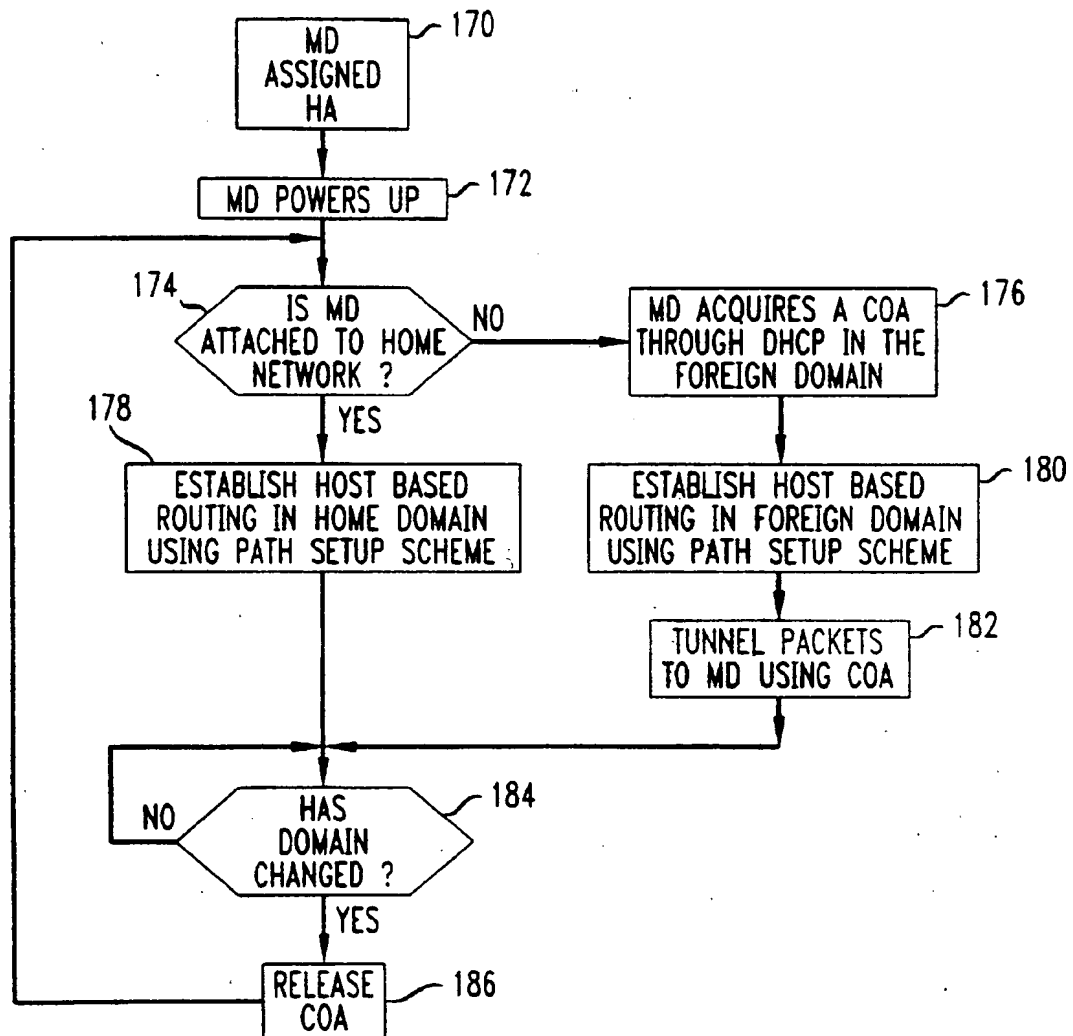 170
MD
ASSIGNED
HA
172
MD POWERS UP
174
IS MD
ATTACHED TO HOME
NETWORK ?
NO
YES
176
MD ACQUIRES A COA
THROUGH DHCP IN THE
FOREIGN DOMAIN
178
ESTABLISH HOST BASED
ROUTING IN HOME DOMAIN
USING PATH SETUP SCHEME
180
ESTABLISH HOST BASED
ROUTING IN FOREIGN DOMAIN
USING PATH SETUP SCHEME
182
TUNNEL PACKETS
TO MD USING COA
184
HAS
DOMAIN
CHANGED ?
NO
YES
RELEASE
COA
186